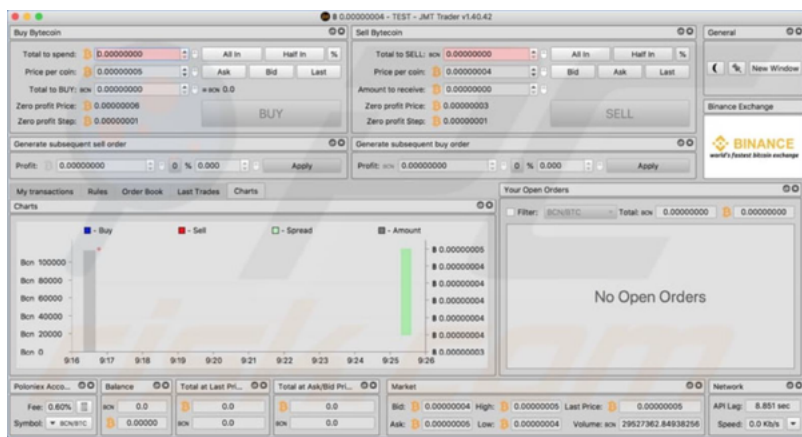 ฿ 0.00000004 - TEST - JMT Trader v1.40.42
Buy Bytecoin
Total to spend: 0.00000000 All In Half In %
Price per coin: 0.00000005 Ask Bid Last
Total to BUY: BCN 0.00000000 ≈ BCN 0.0
Zero profit Price: 0.00000006
Zero profit Step: 0.00000001
BUY
Sell Bytecoin
Total to SELL: BCN 0.00000000 All In Half In %
Price per coin: 0.00000004 Bid Ask Last
Amount to receive: 0.00000000
Zero profit Price: 0.00000003
Zero profit Step: 0.00000001
SELL
General
New Window
Binance Exchange
BINANCE
world's fastest bitcoin exchange
Generate subsequent sell order
Profit: 0.00000000 0 % 0.000 Apply
Generate subsequent buy order
Profit: BCN 0.00000000 0 % 0.000 Apply
My transactions Rules Order Book Last Trades Charts
Charts
- Buy - Sell - Spread - Amount
Bcn 100000
Bcn 80000
Bcn 60000
Bcn 40000
Bcn 20000
Bcn 0
฿ 0.00000005
฿ 0.00000004
฿ 0.00000004
฿ 0.00000004
฿ 0.00000004
฿ 0.00000003
9:16 9:17 9:18 9:19 9:20 9:21 9:22 9:23 9:24 9:25 9:26
Your Open Orders
Filter: BCN/BTC Total: BCN 0.00000000 0.00000000
No Open Orders
Poloniex Acco...
Fee: 0.60%
Symbol: BCN/BTC
Balance
BCN 0.0
0.00000
Total at Last Pri...
0.0
BCN 0.0
Total at Ask/Bid Pri...
0.0
BCN 0.0
Market
Bid: 0.00000004 High: 0.00000005 Last Price: 0.00000005
Ask: 0.00000005 Low: 0.00000004 Volume: BCN 29527362.84938256
Network
API Lag: 8.851 sec
Speed: 0.0 Kb/s